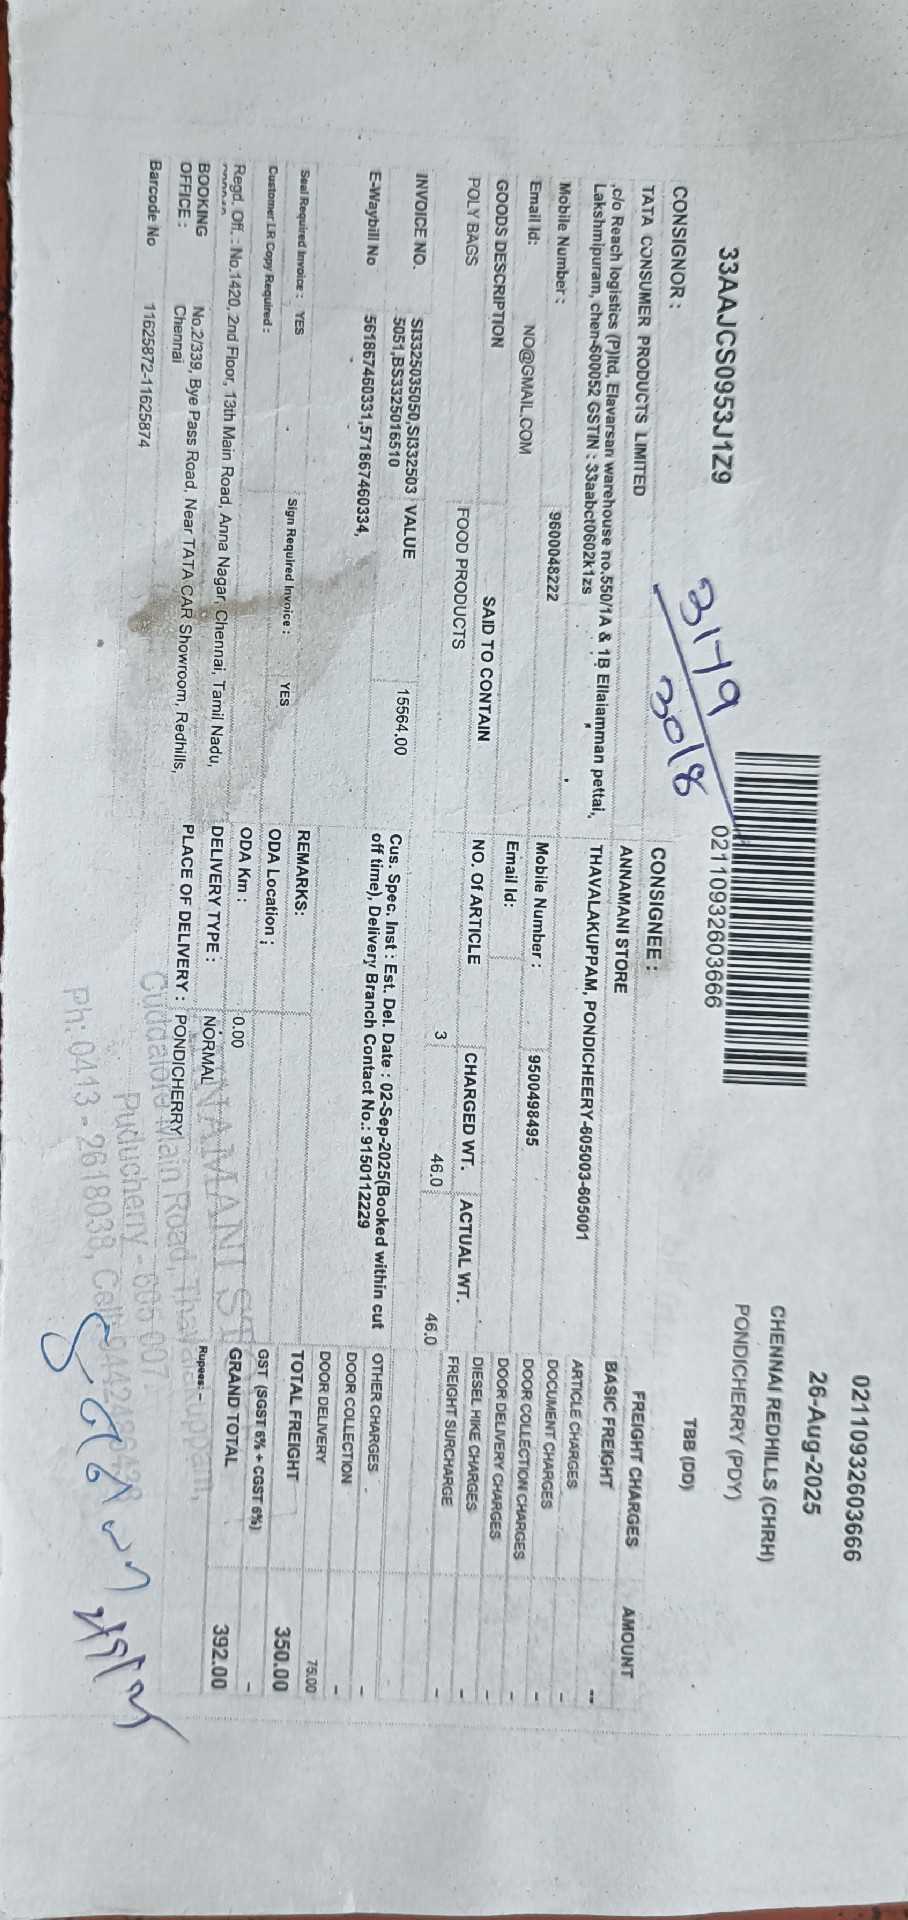 33AAJCS0953J1Z9
02110932603666
02110932603666
26-Aug-2025
CHENNAI REDHILLS (CHRH)
PONDICHERRY (PDY)
TBB (DD)
3179
3018
CONSIGNOR :
TATA CONSUMER PRODUCTS LIMITED
,c/o Reach logistics (P)ltd, Elavarsan warehouse no.550/1A & 1B Ellaiamman pettai,
Lakshmipuram, chen-600052 GSTIN : 33aabct0602k1zs
Mobile Number : 9600048222
Email Id: NO@GMAIL.COM
CONSIGNEE :
ANNAMANI STORE
THAVALAKUPPAM, PONDICHEERY-605003-605001
Mobile Number : 9500498495
Email Id:
GOODS DESCRIPTION SAID TO CONTAIN NO. Of ARTICLE CHARGED WT. ACTUAL WT.
POLY BAGS FOOD PRODUCTS 3 46.0 46.0
INVOICE NO. SI3325035050,SI332503 VALUE 15564.00
5051,BS3325016510
E-Waybill No 561867460331,571867460334,
Cus. Spec. Inst : Est. Del. Date : 02-Sep-2025(Booked within cut
off time), Delivery Branch Contact No.: 9150112229
Seal Required Invoice : YES Sign Required Invoice : YES
Customer LR Copy Required :
REMARKS:
ODA Location :
ODA Km : 0.00
DELIVERY TYPE : NORMAL
PLACE OF DELIVERY : PONDICHERRY
Regd. Off. : No.1420, 2nd Floor, 13th Main Road, Anna Nagar, Chennai, Tamil Nadu,
BOOKING OFFICE : No.2/339, Bye Pass Road, Near TATA CAR Showroom, Redhills,
Chennai
Barcode No 11625872-11625874
FREIGHT CHARGES AMOUNT
BASIC FREIGHT --
ARTICLE CHARGES -
DOCUMENT CHARGES -
DOOR COLLECTION CHARGES -
DOOR DELIVERY CHARGES -
DIESEL HIKE CHARGES -
FREIGHT SURCHARGE -
OTHER CHARGES -
DOOR COLLECTION -
DOOR DELIVERY 75.00
TOTAL FREIGHT 350.00
GST (SGST 6% + CGST 6%) -
GRAND TOTAL 392.00
Rupees: -
NAMANI
Cuddalore Main Road,
Puducherry - 605 007
Ph: 0413 - 2618038, Cell: